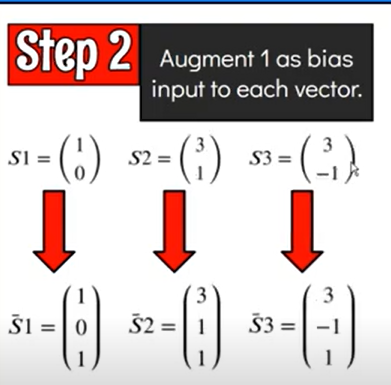 Step 2
Augment 1 as bias
input to each vector.
S1 = (1 0) S2 = (3 1) S3 = (3 −1)
S̄1 = (1 0 1) S̄2 = (3 1 1) S̄3 = (3 −1 1)